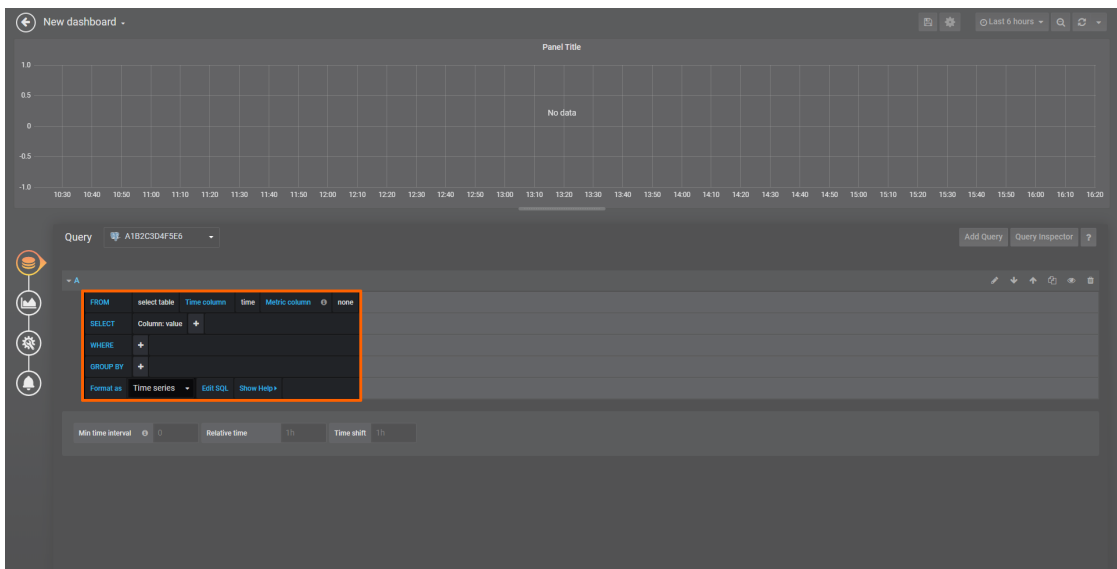 New dashboard
Last 6 hours
Panel Title
1.0
0.5
No data
0
-0.5
-1.0
10:30 10:40 10:50 11:00 11:10 11:20 11:30 11:40 11:50 12:00 12:10 12:20 12:30 12:40 12:50 13:00 13:10 13:20 13:30 13:40 13:50 14:00 14:10 14:20 14:30 14:40 14:50 15:00 15:10 15:20 15:30 15:40 15:50 16:00 16:10 16:20
Query A1B2C3D4F5E6 Add Query Query Inspector ?
A
FROM select table Time column time Metric column none
SELECT Column: value +
WHERE +
GROUP BY +
Format as Time series Edit SQL Show Help
Min time interval 0 Relative time 1h Time shift 1h